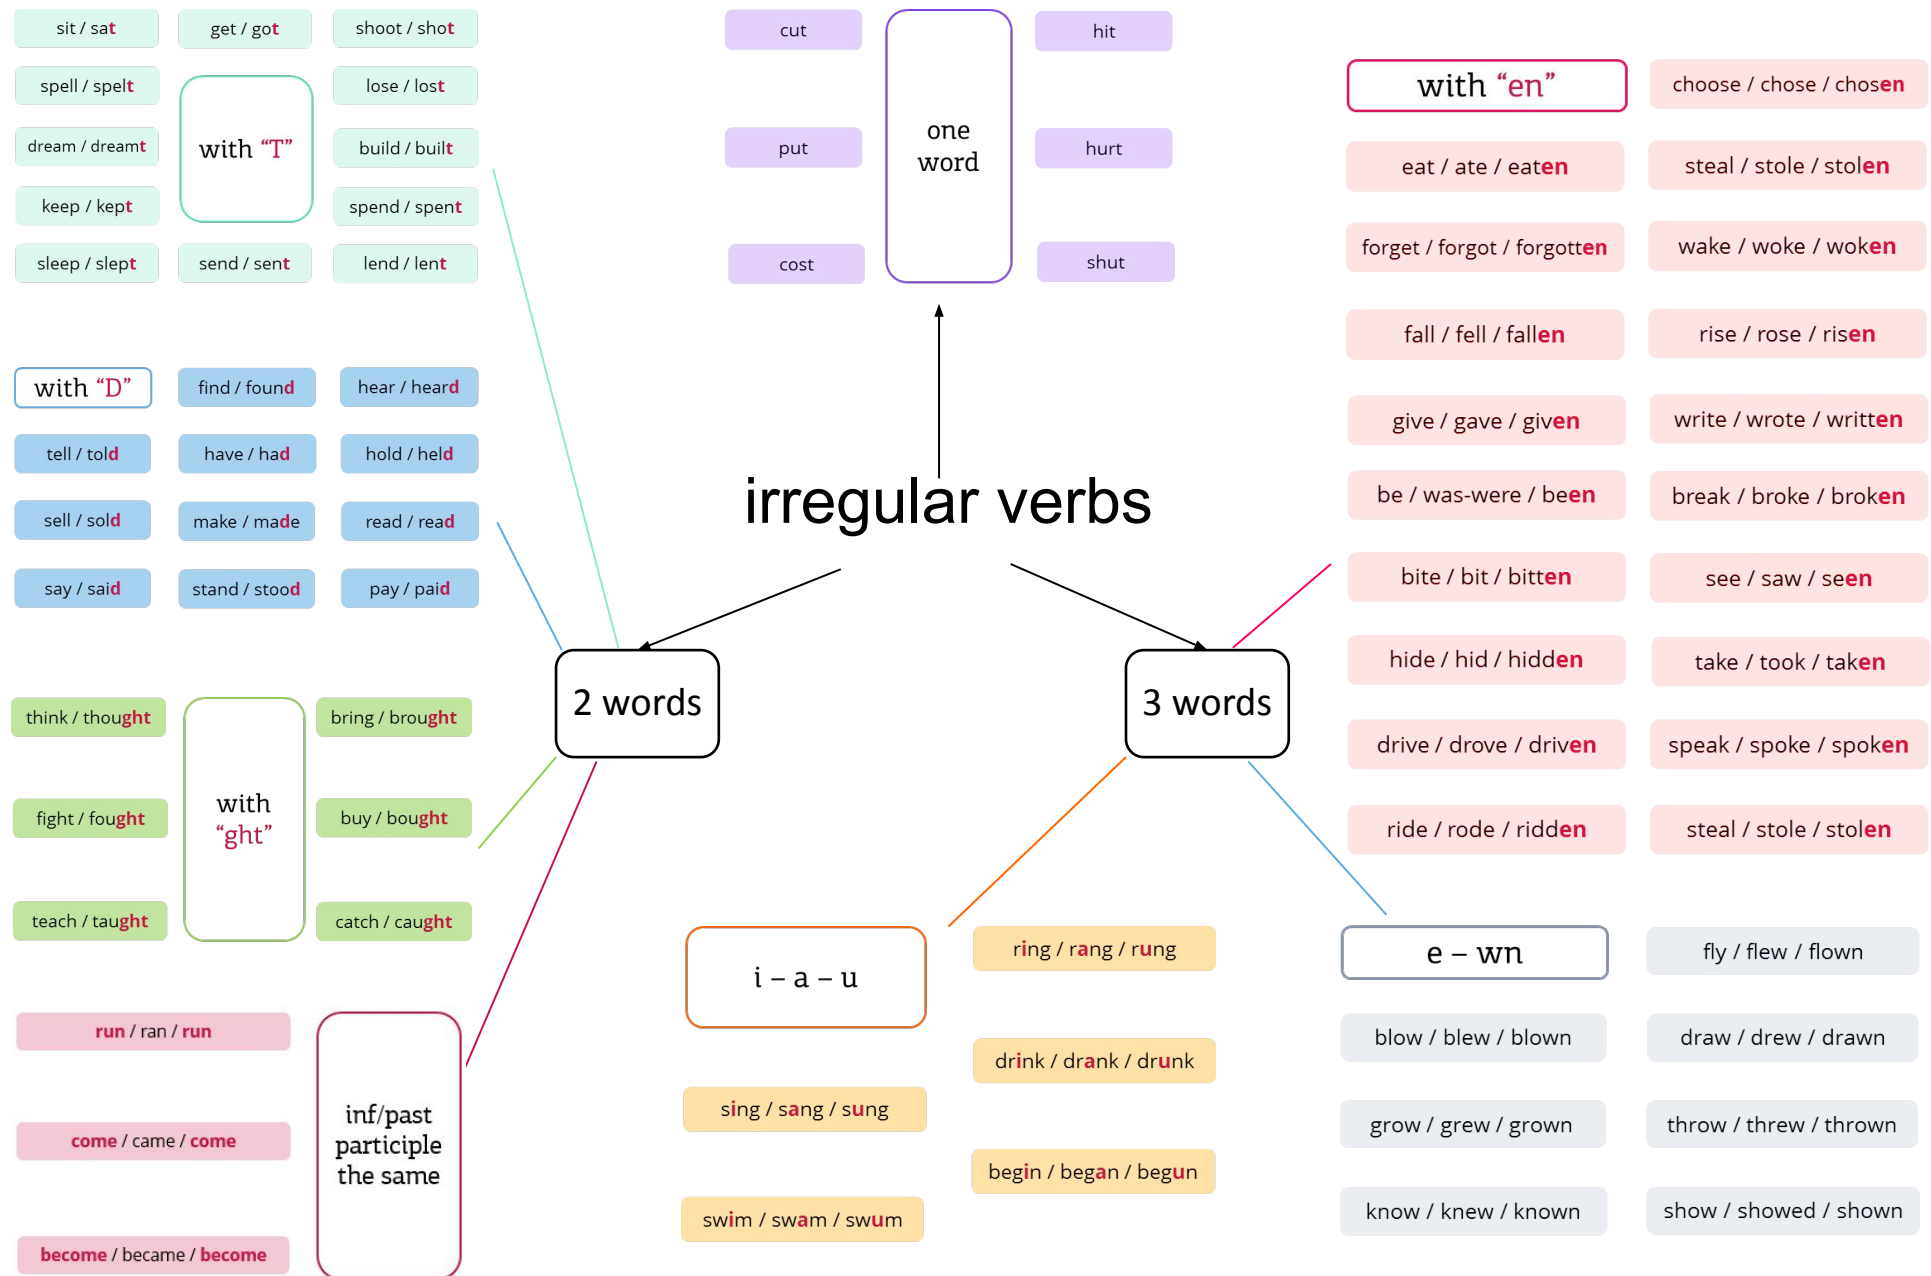 sit / sat
get / got
shoot / shot
spell / spelt
lose / lost
dream / dreamt
with “T”
build / built
keep / kept
spend / spent
sleep / slept
send / sent
lend / lent
with “D”
find / found
hear / heard
tell / told
have / had
hold / held
sell / sold
make / made
read / read
say / said
stand / stood
pay / paid
think / thought
bring / brought
with
“ght”
fight / fought
buy / bought
teach / taught
catch / caught
run / ran / run
come / came / come
become / became / become
inf/past
participle
the same
cut
hit
one
word
put
hurt
cost
shut
irregular verbs
2 words
3 words
i – a – u
ring / rang / rung
drink / drank / drunk
sing / sang / sung
begin / began / begun
swim / swam / swum
with “en”
choose / chose / chosen
eat / ate / eaten
steal / stole / stolen
forget / forgot / forgotten
wake / woke / woken
fall / fell / fallen
rise / rose / risen
give / gave / given
write / wrote / written
be / was-were / been
break / broke / broken
bite / bit / bitten
see / saw / seen
hide / hid / hidden
take / took / taken
drive / drove / driven
speak / spoke / spoken
ride / rode / ridden
steal / stole / stolen
e – wn
fly / flew / flown
blow / blew / blown
draw / drew / drawn
grow / grew / grown
throw / threw / thrown
know / knew / known
show / showed / shown